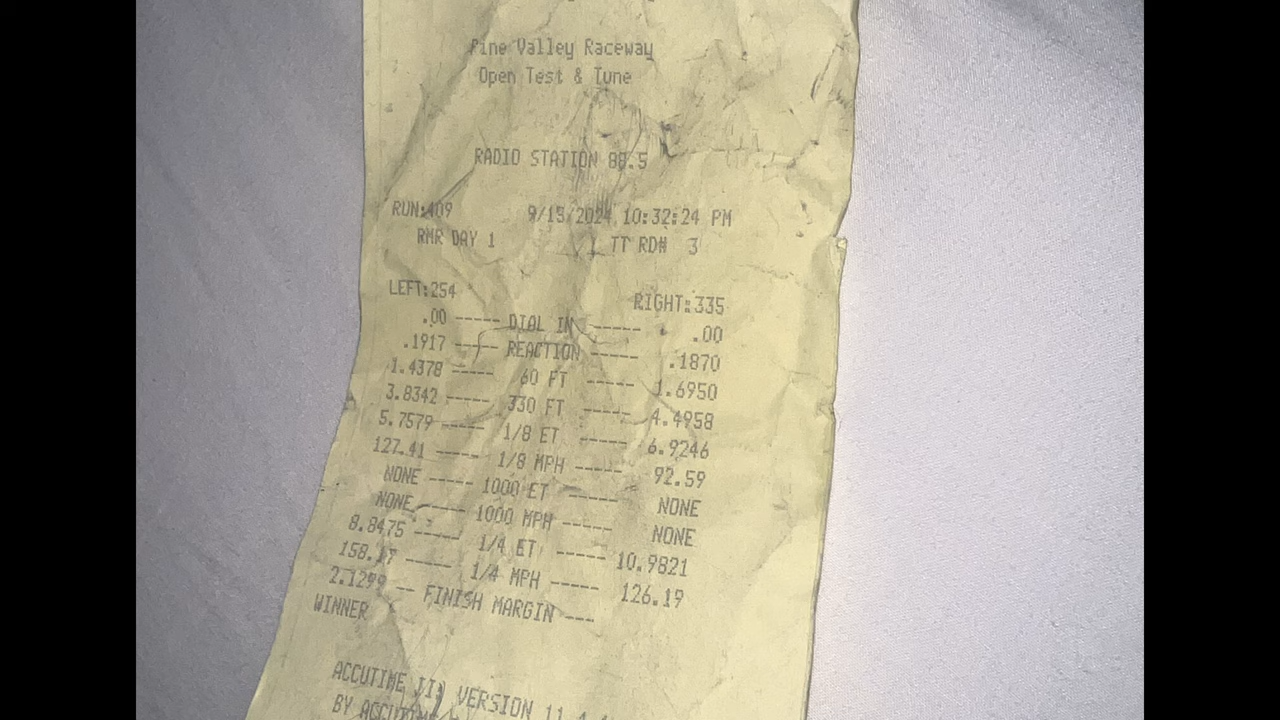 Pine Valley Raceway
Open Test & Tune
RADIO STATION 88.5
RUN:409 9/15/2024 10:32:24 PM
RMR DAY 1 TT RD# 3
LEFT:254 RIGHT:335
.00 ----- DIAL IN ----- .00
.1917 ----- REACTION ----- .1870
1.4378 ----- 60 FT ----- 1.6950
3.8342 ----- 330 FT ----- 4.4958
5.7579 ----- 1/8 ET ----- 6.9246
127.41 ----- 1/8 MPH ----- 92.59
NONE ----- 1000 ET ----- NONE
NONE ----- 1000 MPH ----- NONE
8.8475 ----- 1/4 ET ----- 10.9821
----- 1/4 MPH ----- 126.19
2.1299 -- FINISH MARGIN ---
WINNER
ACCUTIME VERSION
BY